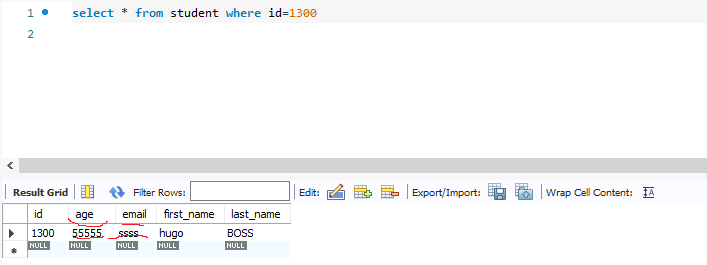 1 select * from student where id=1300
2
Result Grid Filter Rows: Edit: Export/Import: Wrap Cell Content: IA
id age email first_name last_name
1300 55555 ssss hugo BOSS
NULL NULL NULL NULL NULL